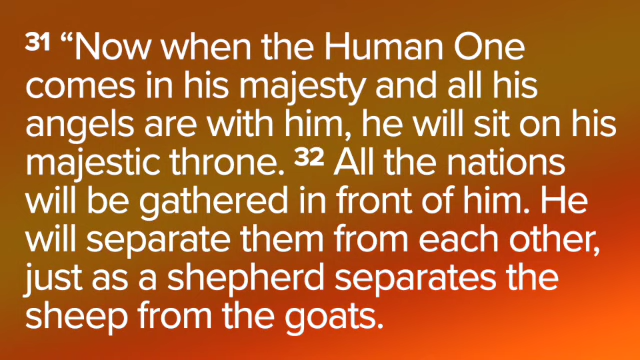 31 “Now when the Human One
comes in his majesty and all his
angels are with him, he will sit on his
majestic throne. 32 All the nations
will be gathered in front of him. He
will separate them from each other,
just as a shepherd separates the
sheep from the goats.